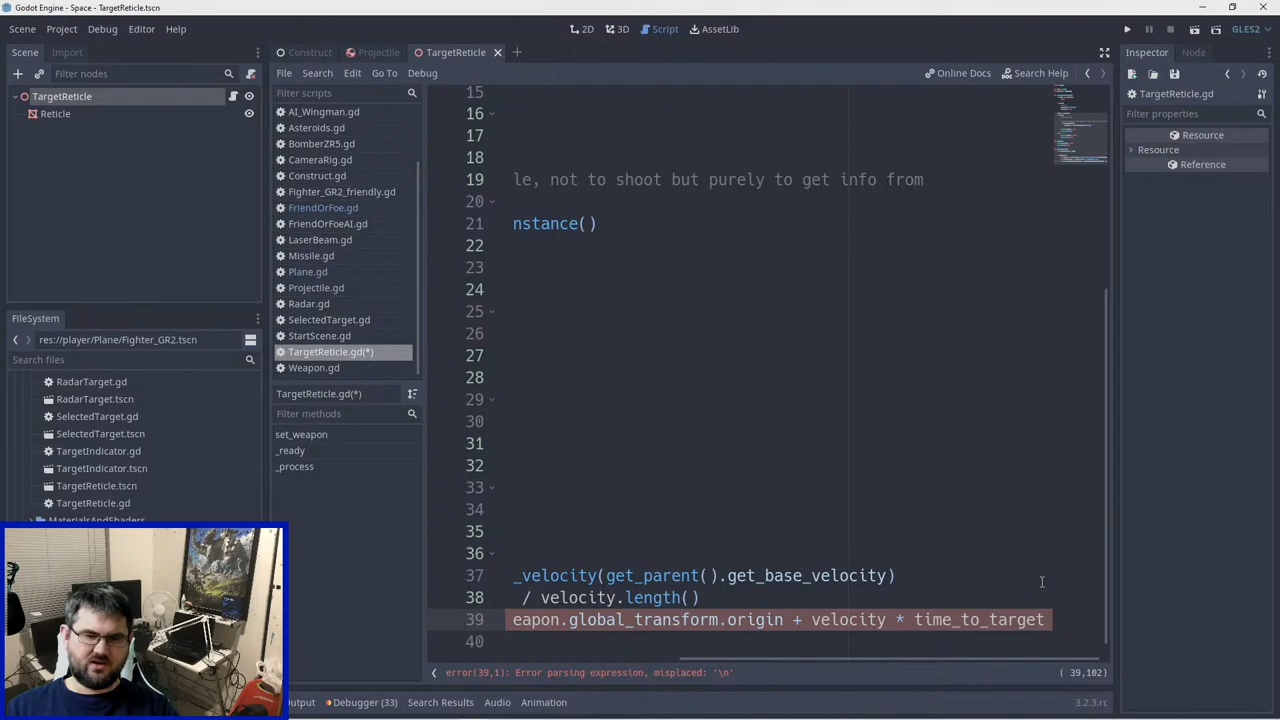 Godot Engine - TargetReticle.tscn
Scene Project Debug Editor Help
2D 3D Script AssetLib
GLES2
Scene Import
Filter nodes
TargetReticle
Reticle
FileSystem
res://player/Plane/Fighter_GR2.tscn
Search files
RadarTarget.gd
RadarTarget.tscn
SelectedTarget.gd
SelectedTarget.tscn
TargetIndicator.gd
TargetIndicator.tscn
TargetReticle.tscn
TargetReticle.gd
MaterialsAndShaders
Construct Projectile TargetReticle
File Search Edit Go To Debug
Online Docs Search Help
Filter scripts
AI_Wingman.gd
Asteroids.gd
BomberZR5.gd
CameraRig.gd
Construct.gd
Fighter_GR2_friendly.gd
FriendOrFoe.gd
FriendOrFoeAI.gd
LaserBeam.gd
Missile.gd
Plane.gd
Projectile.gd
Radar.gd
SelectedTarget.gd
StartScene.gd
TargetReticle.gd(*)
Weapon.gd
TargetReticle.gd(*)
Filter methods
set_weapon
_ready
_process
15
16
17
18
19 le, not to shoot but purely to get info from
20
21 nstance()
22
23
24
25
26
27
28
29
30
31
32
33
34
35
36
37 _velocity(get_parent().get_base_velocity)
38 / velocity.length()
39 eapon.global_transform.origin + velocity * time_to_target
40
error(39,1): Error parsing expression, misplaced: '\n'
( 39,102)
utput Debugger (33) Search Results Audio Animation
3.2.3.rc
Inspector Node
TargetReticle.gd
Filter properties
Resource
Resource
Reference